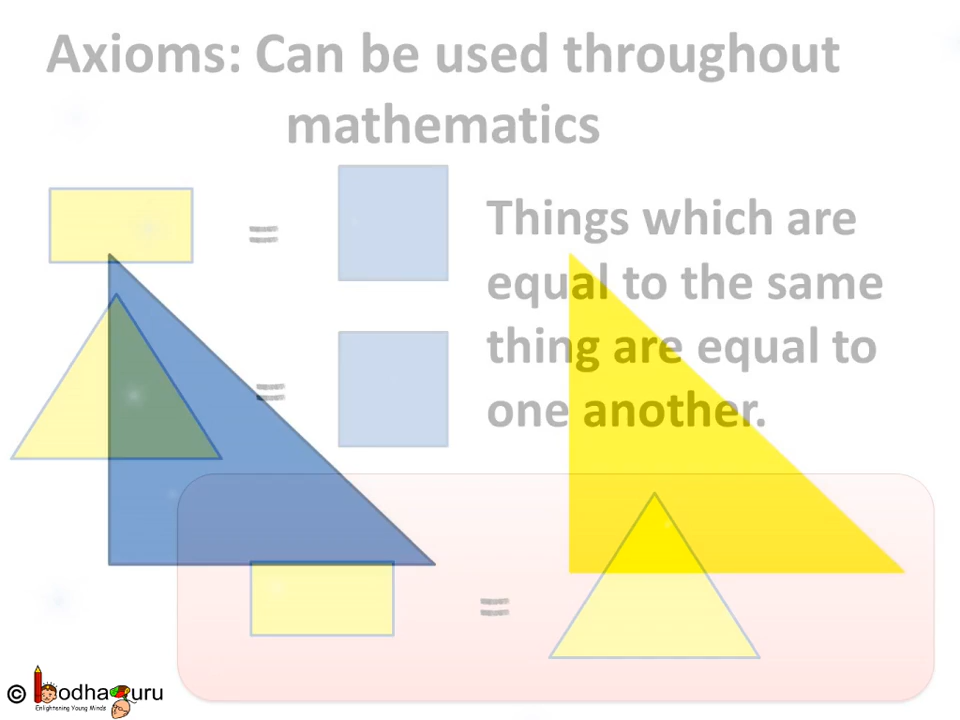 Axioms: Can be used throughout
mathematics
=
Things which are
equal to the same
thing are equal to
one another.
=
=
© BodhaGuru
Enlightening Young Minds